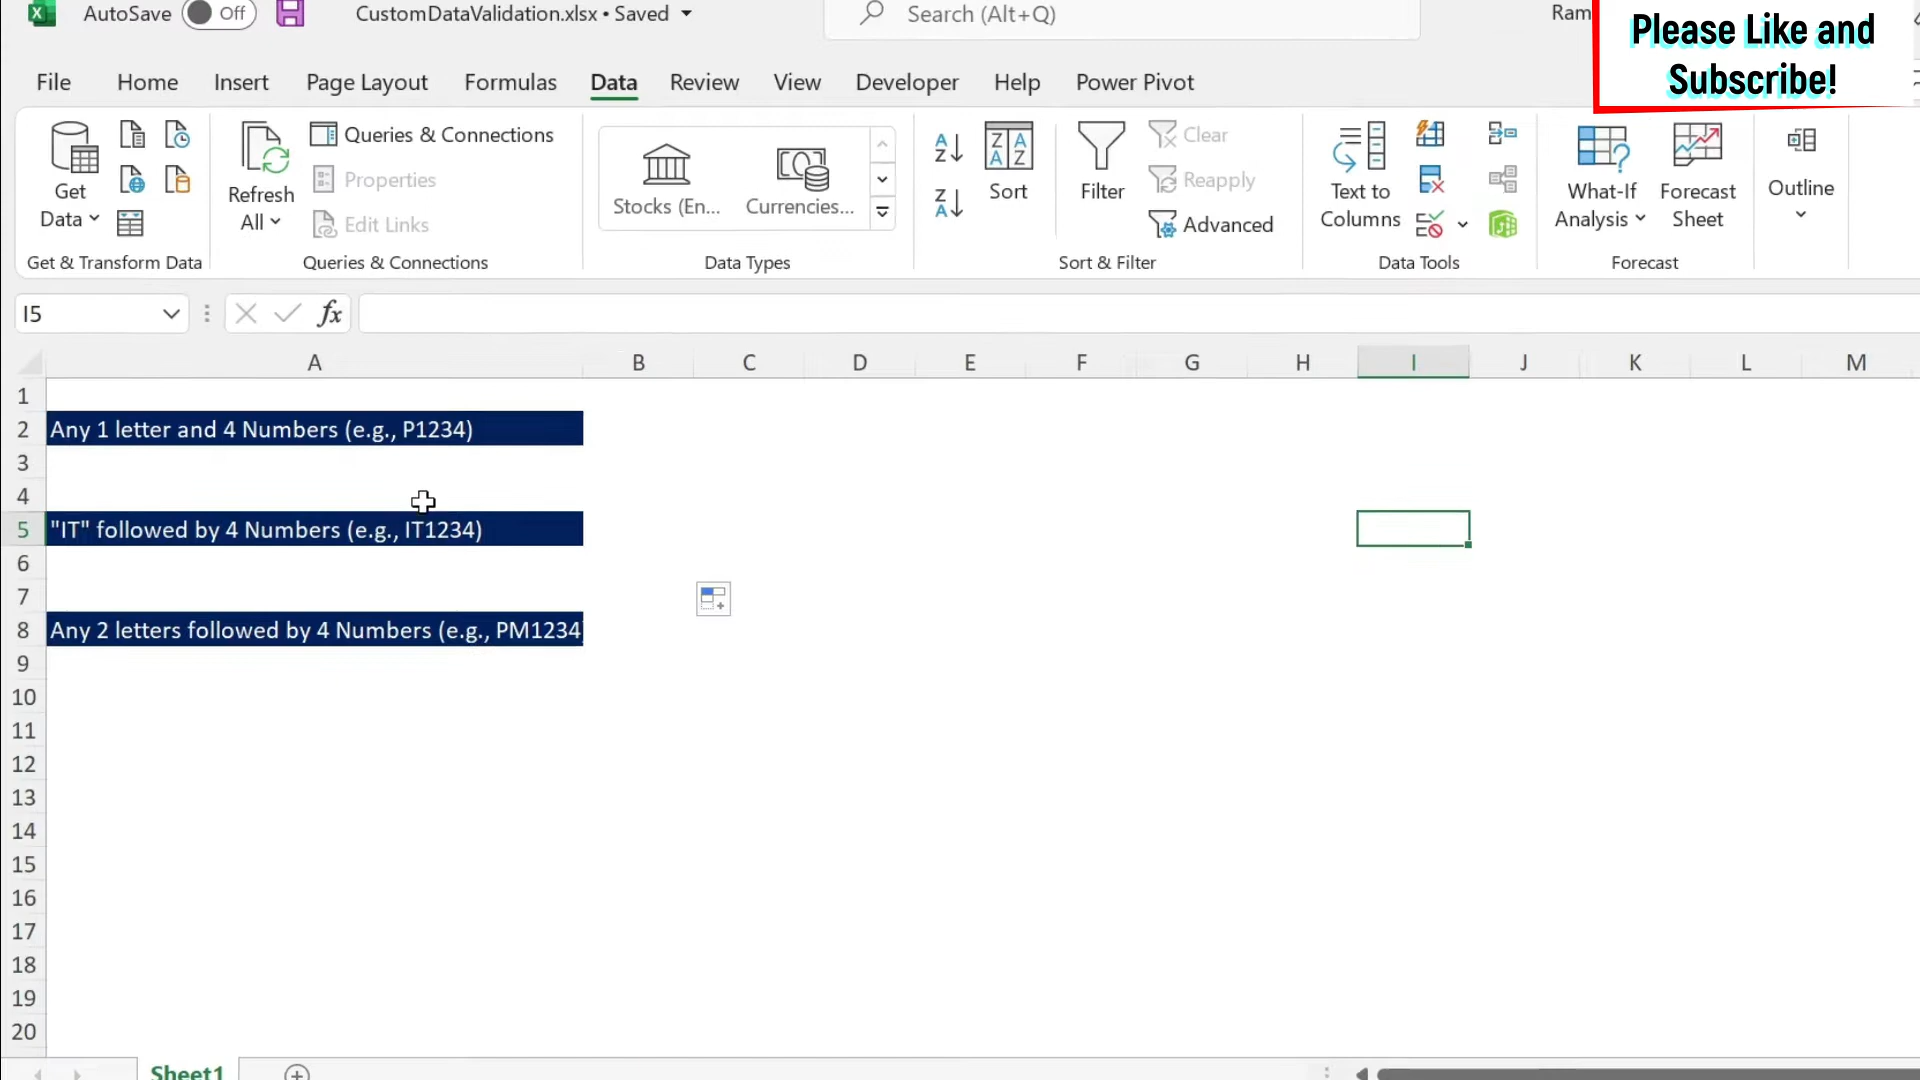 AutoSave Off CustomDataValidation.xlsx • Saved Search (Alt+Q) Ram
Please Like and
Subscribe!
File Home Insert Page Layout Formulas Data Review View Developer Help Power Pivot
Get
Data
Refresh
All
Queries & Connections
Properties
Edit Links
Stocks (En...
Currencies...
A
Z
Z
A
Z A
A Z
Sort
Filter
Clear
Reapply
Advanced
Text to
Columns
What-If
Analysis
Forecast
Sheet
Outline
Get & Transform Data Queries & Connections Data Types Sort & Filter Data Tools Forecast
I5 fx
A B C D E F G H I J K L M
1
2 Any 1 letter and 4 Numbers (e.g., P1234)
3
4
5 "IT" followed by 4 Numbers (e.g., IT1234)
6
7
8 Any 2 letters followed by 4 Numbers (e.g., PM1234
9
10
11
12
13
14
15
16
17
18
19
20
Sheet1